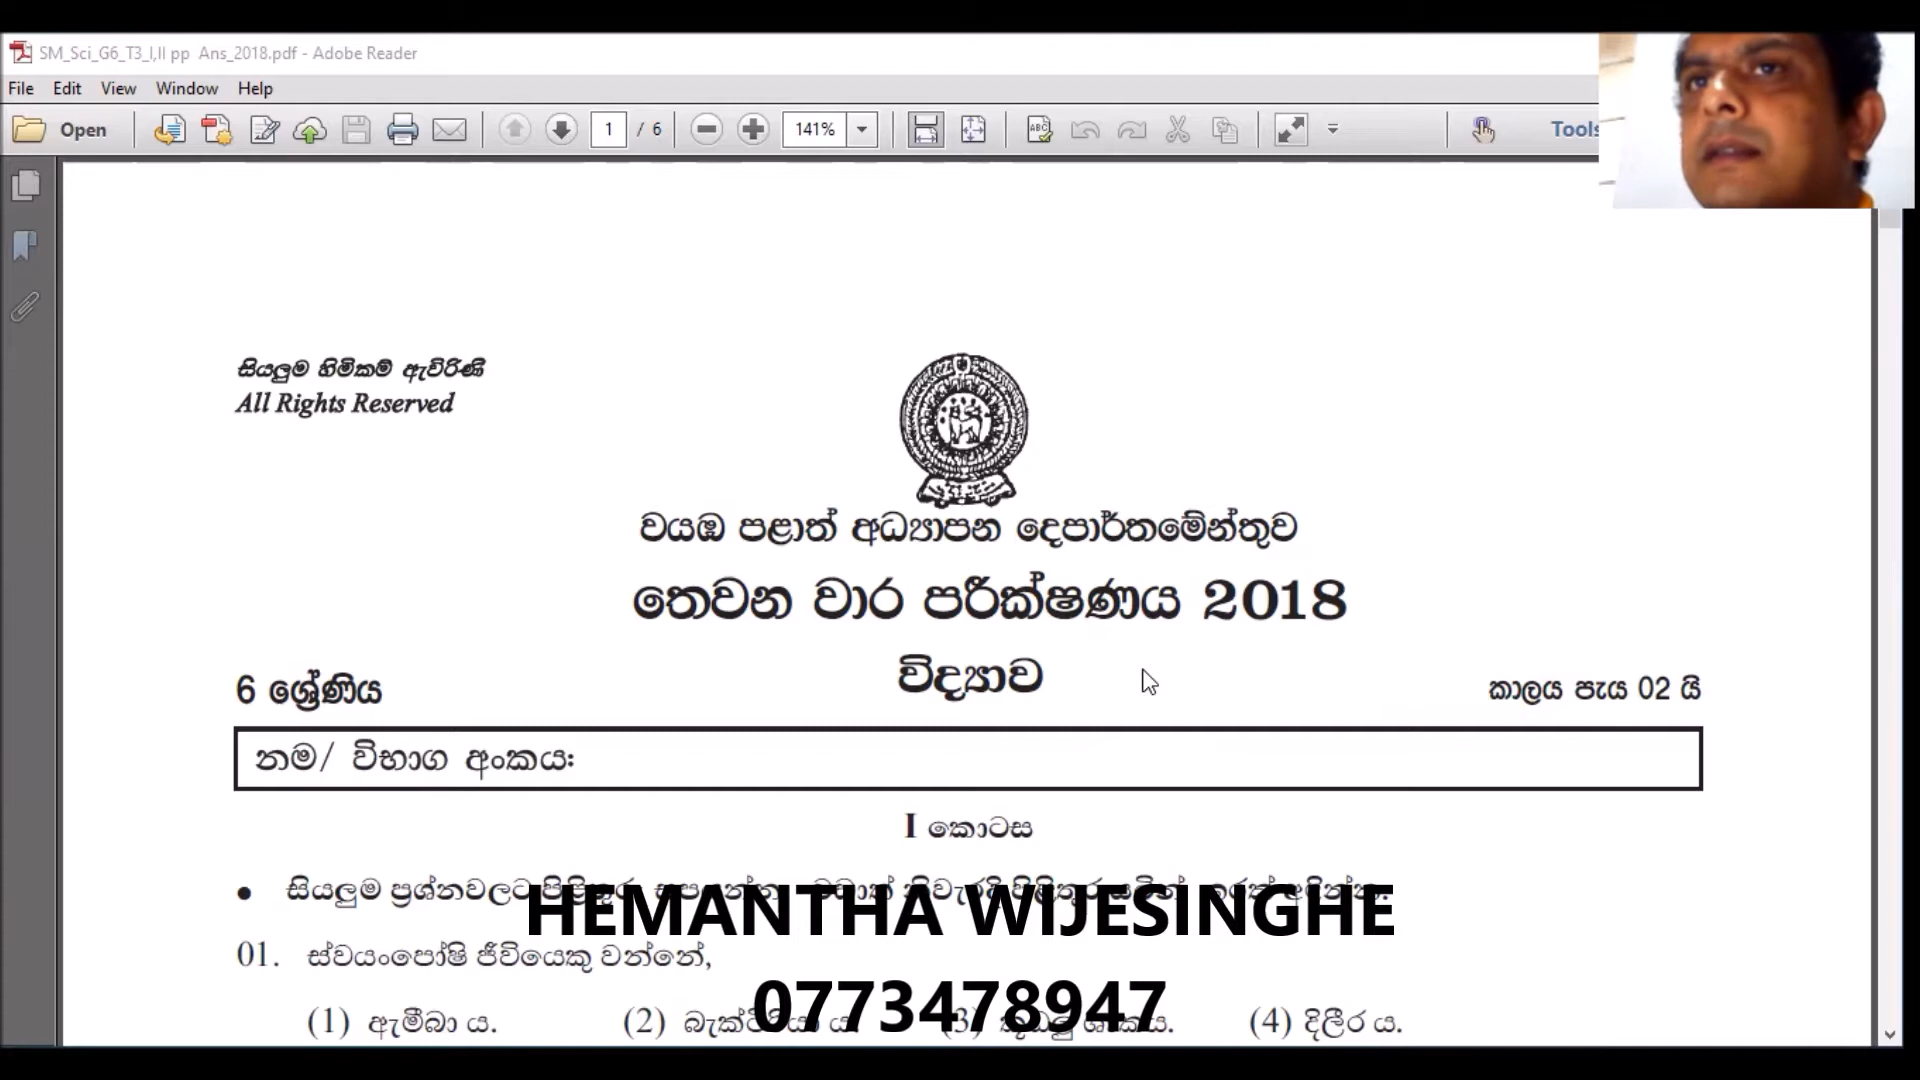 SM_Sci_G6_T3_I,II pp Ans_2018.pdf - Adobe Reader
File Edit View Window Help
Open 1 / 6 141% Tools
සියලුම හිමිකම් ඇවිරිණි
All Rights Reserved
වයඹ පළාත් අධ්‍යාපන දෙපාර්තමේන්තුව
තෙවන වාර පරීක්ෂණය 2018
විද්‍යාව
6 ශ්‍රේණිය
කාලය පැය 02 යි
නම/ විභාග අංකය:
I කොටස
• සියලුම ප්‍රශ්නවලට
HEMANTHA WIJESINGHE
01. ස්වයංපෝෂි ජීවියෙකු වන්නේ,
0773478947
(1) ඇමීබා ය. (2) (3) (4) දිලීර ය.